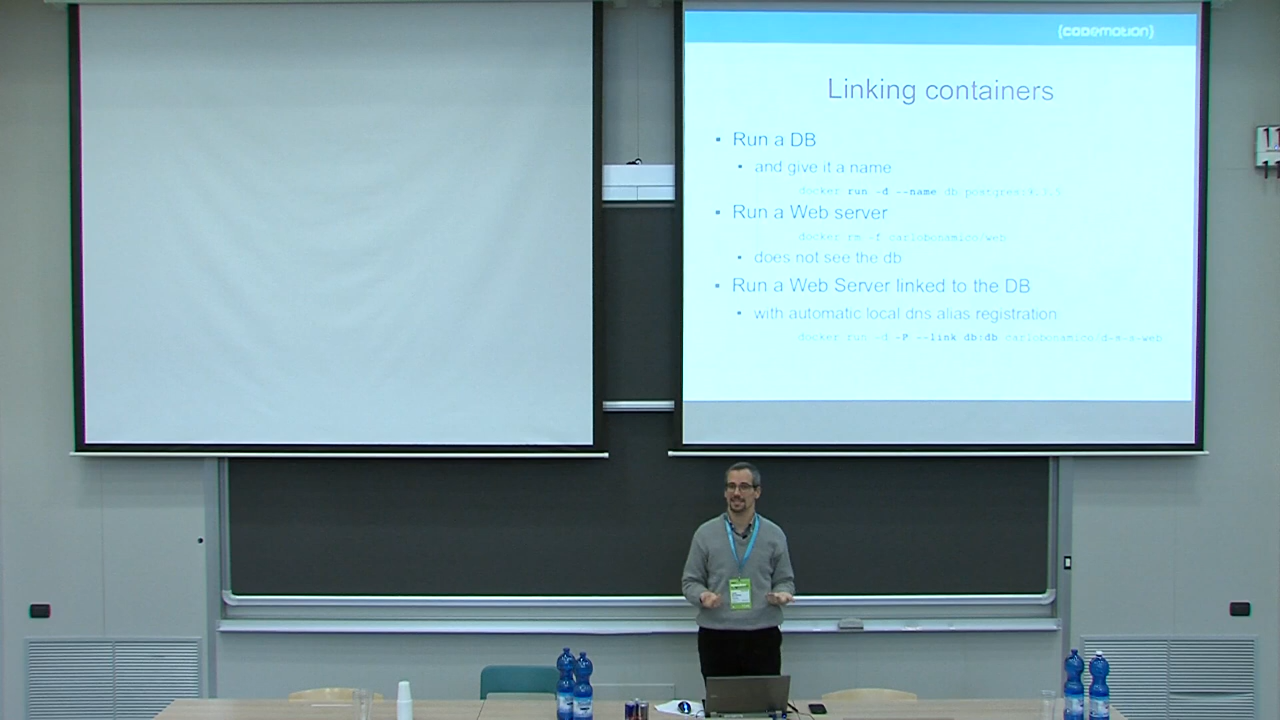 {codemotion}
Linking containers
Run a DB
and give it a name
docker run -d --name db
Run a Web server
docker rm -f carlobonamico/web
does not see the db
Run a Web Server linked to the DB
with automatic local dns alias registration
docker run -d -P --link db:db
11